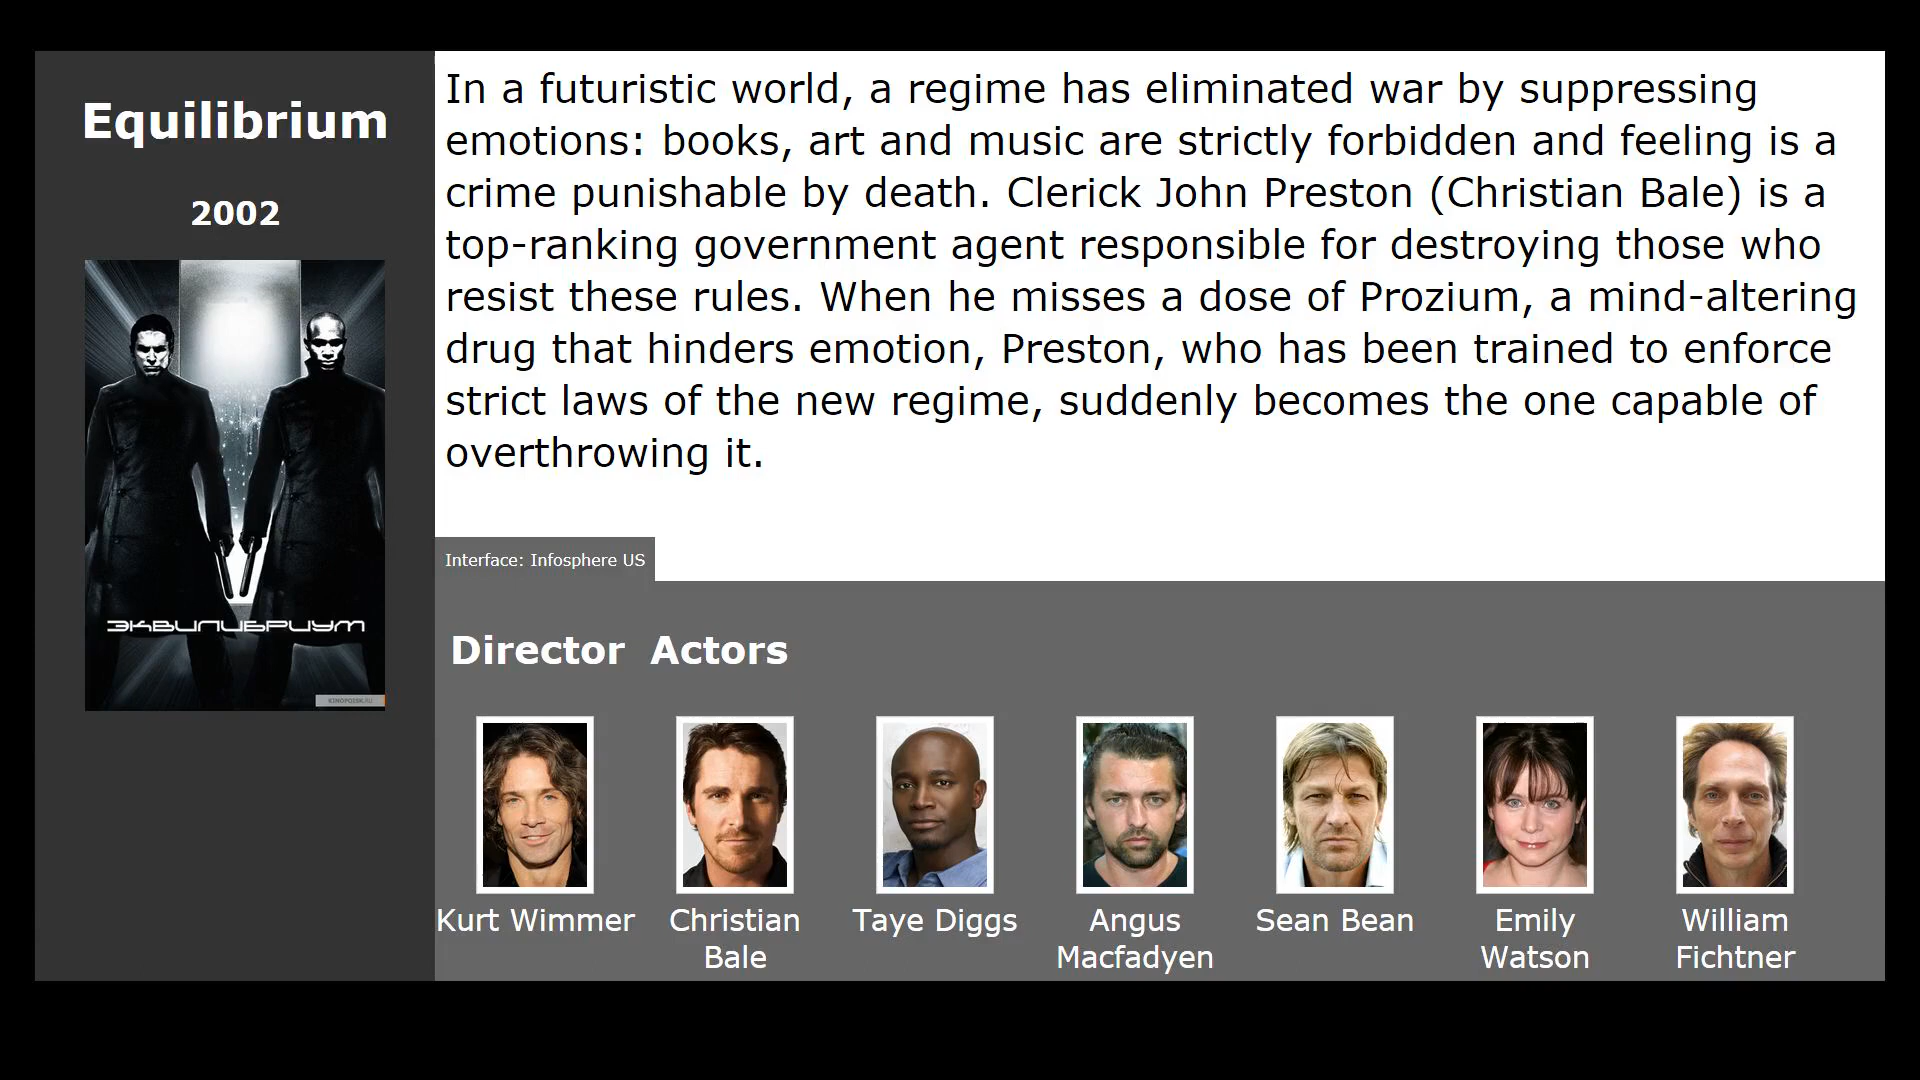 Equilibrium
2002
ЭКВИЛИБРИУМ
KINOPOISK.RU
In a futuristic world, a regime has eliminated war by suppressing
emotions: books, art and music are strictly forbidden and feeling is a
crime punishable by death. Clerick John Preston (Christian Bale) is a
top-ranking government agent responsible for destroying those who
resist these rules. When he misses a dose of Prozium, a mind-altering
drug that hinders emotion, Preston, who has been trained to enforce
strict laws of the new regime, suddenly becomes the one capable of
overthrowing it.
Interface: Infosphere US
Director Actors
Kurt Wimmer
Christian
Bale
Taye Diggs
Angus
Macfadyen
Sean Bean
Emily
Watson
William
Fichtner